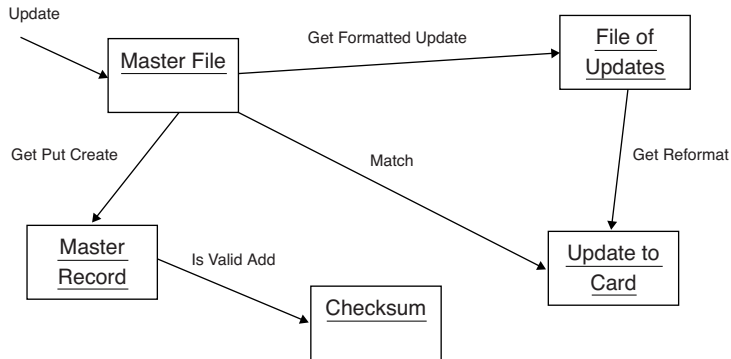 Update
Get Formatted Update
Master File
File of
Updates
Get Put Create
Match
Get Reformat
Master
Record
Is Valid Add
Update to
Card
Checksum